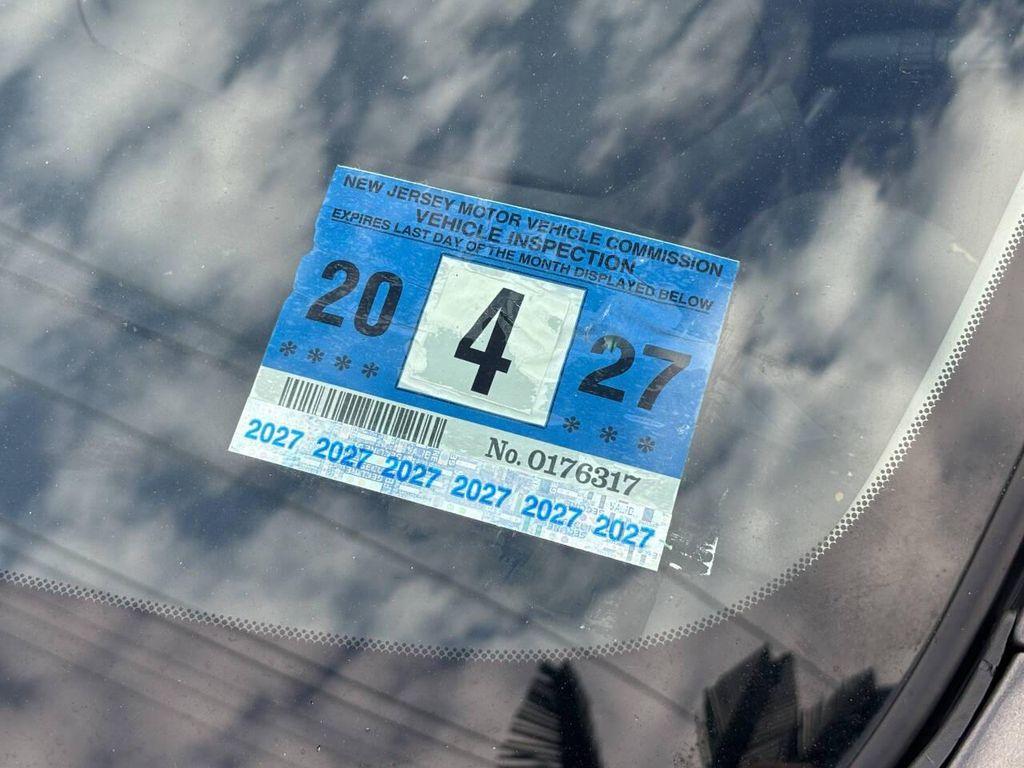 NEW JERSEY MOTOR VEHICLE COMMISSION
VEHICLE INSPECTION
EXPIRES LAST DAY OF THE MONTH DISPLAYED BELOW
20 4 27
**** ***
No. 0176317
2027 2027 2027 2027 2027 2027